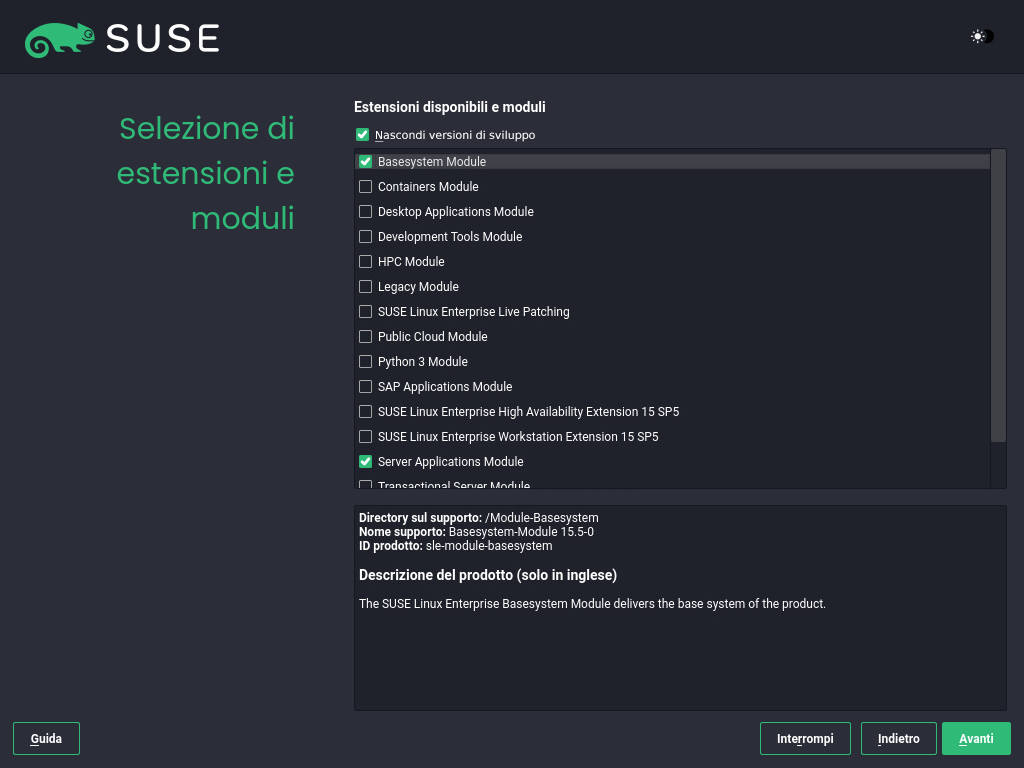 SUSE
Selezione di
estensioni e
moduli
Estensioni disponibili e moduli
Nascondi versioni di sviluppo
Basesystem Module
Containers Module
Desktop Applications Module
Development Tools Module
HPC Module
Legacy Module
SUSE Linux Enterprise Live Patching
Public Cloud Module
Python 3 Module
SAP Applications Module
SUSE Linux Enterprise High Availability Extension 15 SP5
SUSE Linux Enterprise Workstation Extension 15 SP5
Server Applications Module
Transactional Server Module
Directory sul supporto: /Module-Basesystem
Nome supporto: Basesystem-Module 15.5-0
ID prodotto: sle-module-basesystem
Descrizione del prodotto (solo in inglese)
The SUSE Linux Enterprise Basesystem Module delivers the base system of the product.
Guida
Interrompi
Indietro
Avanti